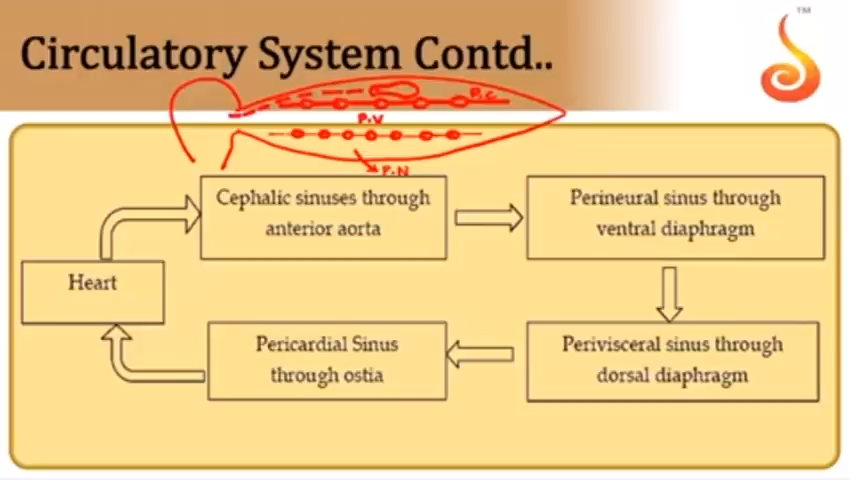 TM
Circulatory System Contd..
P.C
P.V
P.N
Cephalic sinuses through
anterior aorta
Perineural sinus through
ventral diaphragm
Heart
Pericardial Sinus
through ostia
Perivisceral sinus through
dorsal diaphragm